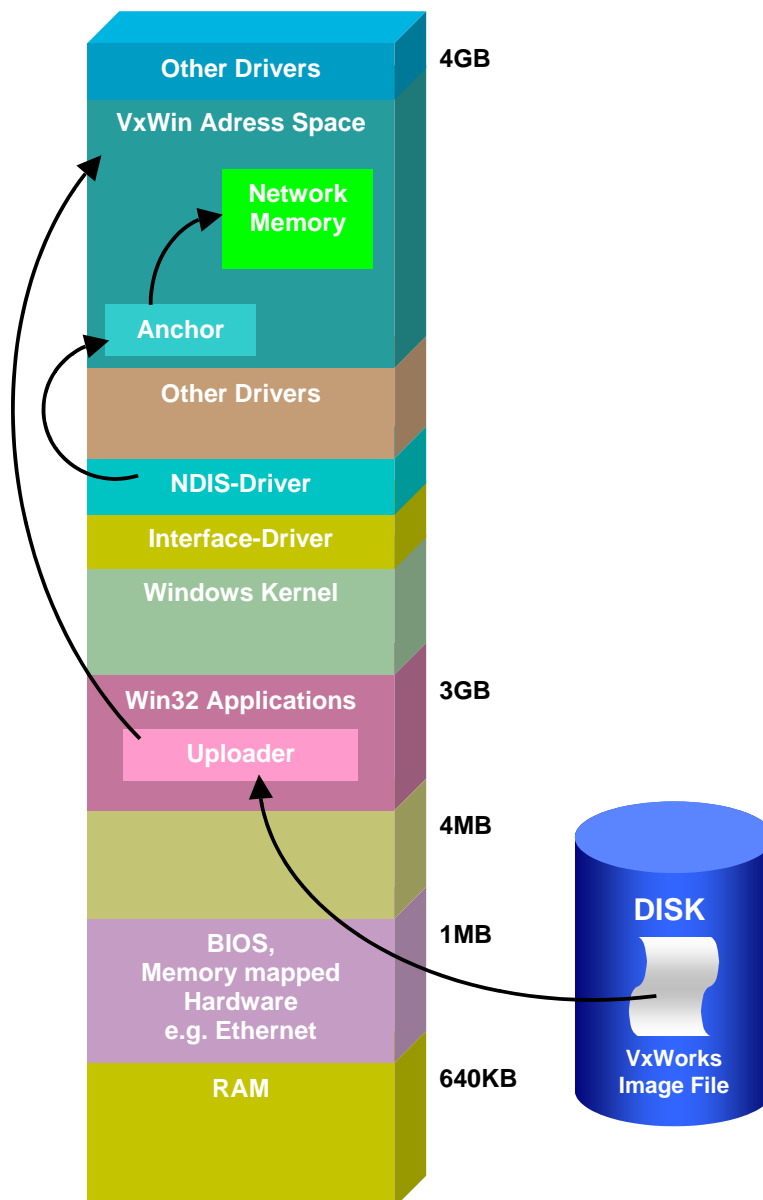 Other Drivers
4GB
VxWin Adress Space
Network
Memory
Anchor
Other Drivers
NDIS-Driver
Interface-Driver
Windows Kernel
Win32 Applications
3GB
Uploader
4MB
1MB
BIOS,
Memory mapped
Hardware
e.g. Ethernet
RAM
640KB
DISK
VxWorks
Image File